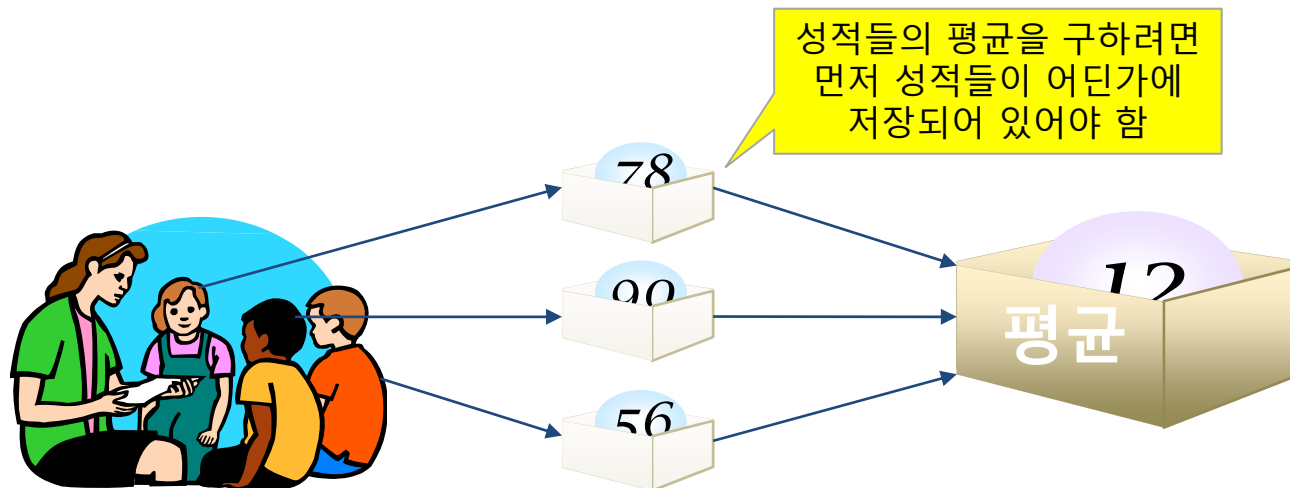 성적들의 평균을 구하려면
먼저 성적들이 어딘가에
저장되어 있어야 함
78
90
56
12
평균